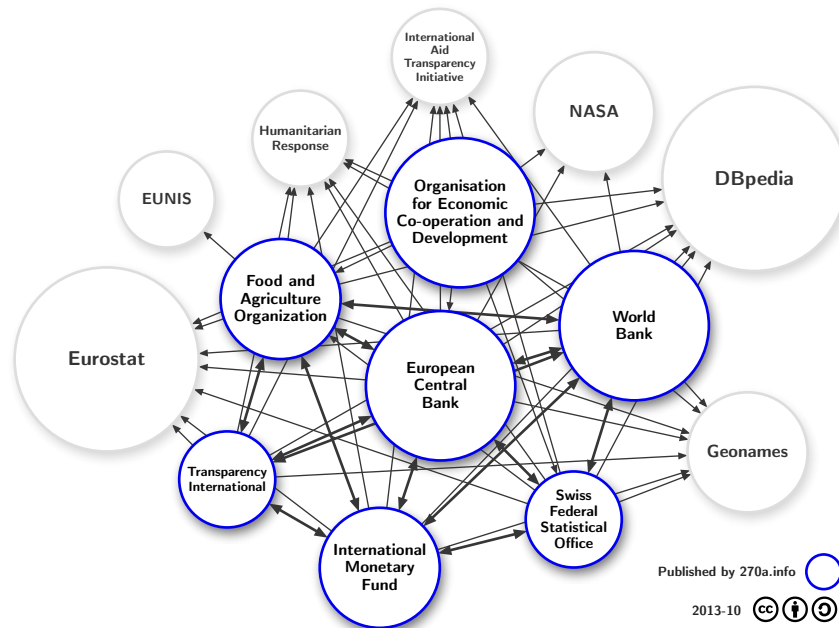 International
Aid
Transparency
Initiative
NASA
Humanitarian
Response
DBpedia
Organisation
for Economic
Co-operation and
Development
EUNIS
Food and
Agriculture
Organization
World
Bank
Eurostat
European
Central
Bank
Geonames
Transparency
International
Swiss
Federal
Statistical
Office
International
Monetary
Fund
Published by 270a.info
2013-10
cc